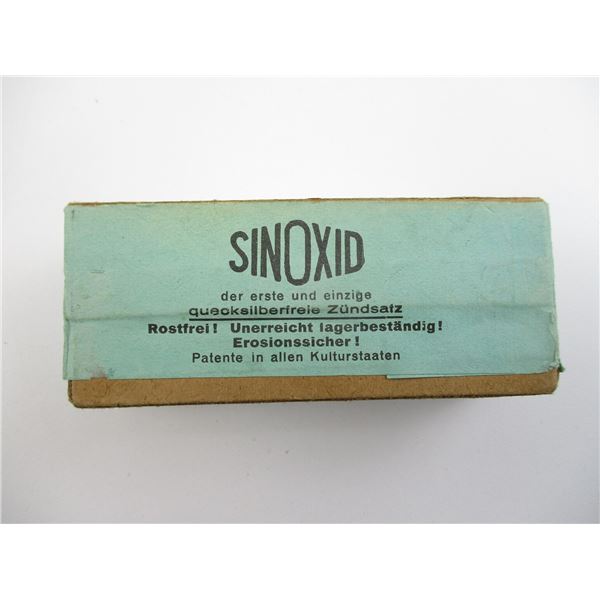 SINOXID
der erste und einzige
quecksilberfreie Zündsatz
Rostfrei! Unerreicht lagerbeständig!
Erosionssicher!
Patente in allen Kulturstaaten